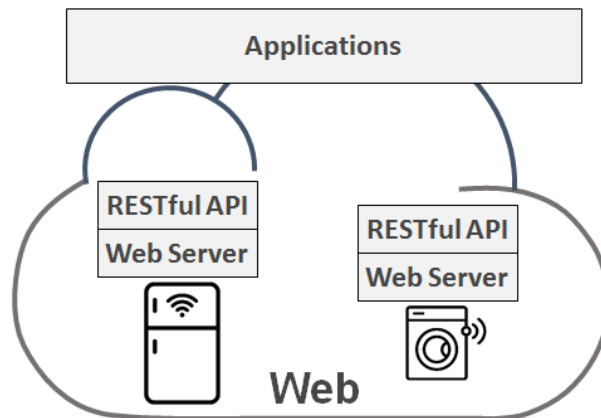 Applications
RESTful API
Web Server
RESTful API
Web Server
Web